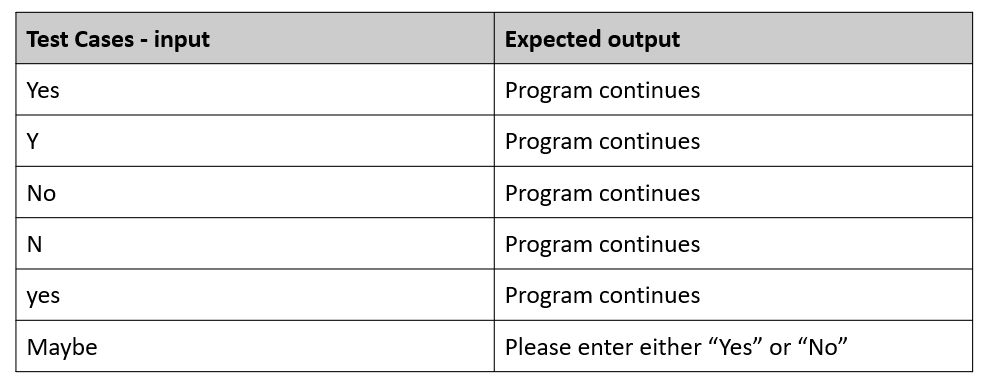 Test Cases - input Expected output
Yes Program continues
Y Program continues
No Program continues
N Program continues
yes Program continues
Maybe Please enter either “Yes” or “No”